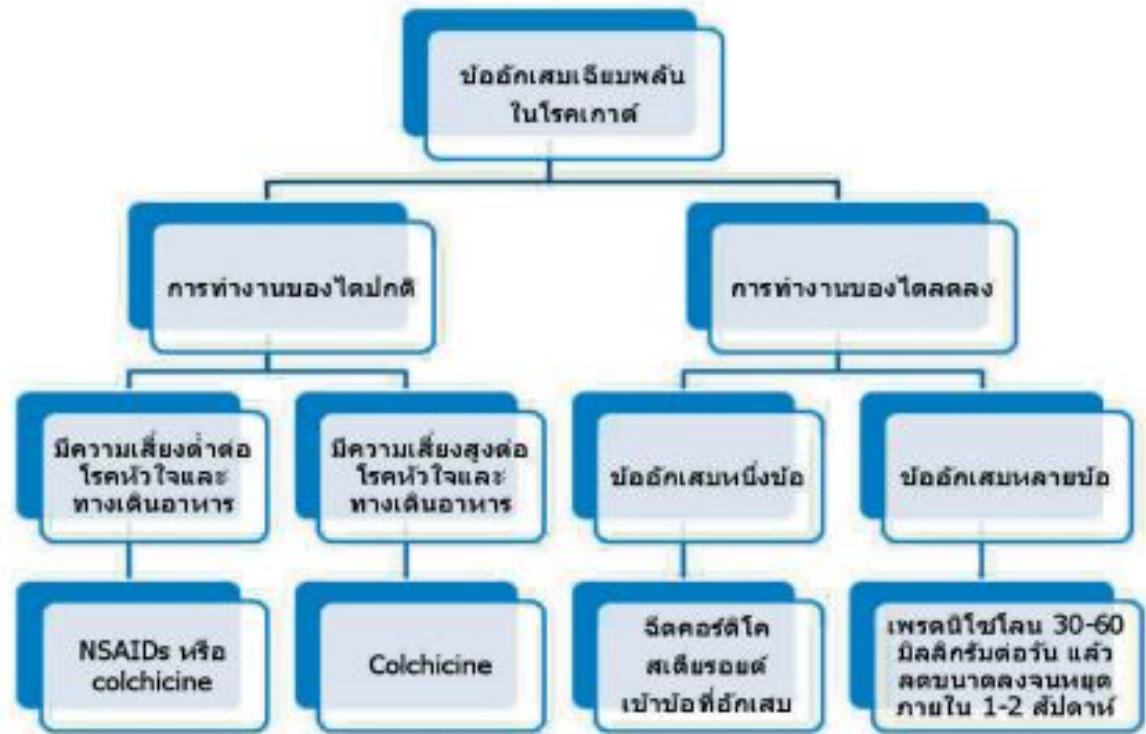 ข้ออักเสบเฉียบพลัน
ในโรคเกาต์
การทำงานของไตปกติ
การทำงานของไตลดลง
มีความเสี่ยงต่ำต่อ
โรคหัวใจและ
ทางเดินอาหาร
มีความเสี่ยงสูงต่อ
โรคหัวใจและ
ทางเดินอาหาร
ข้ออักเสบหนึ่งข้อ
ข้ออักเสบหลายข้อ
NSAIDs หรือ
colchicine
Colchicine
ฉีดคอร์ติโค
สเตียรอยด์
เข้าข้อที่อักเสบ
เพรดนิโซโลน 30-60
มิลลิกรัมต่อวัน แล้ว
ลดขนาดลงจนหยุด
ภายใน 1-2 สัปดาห์